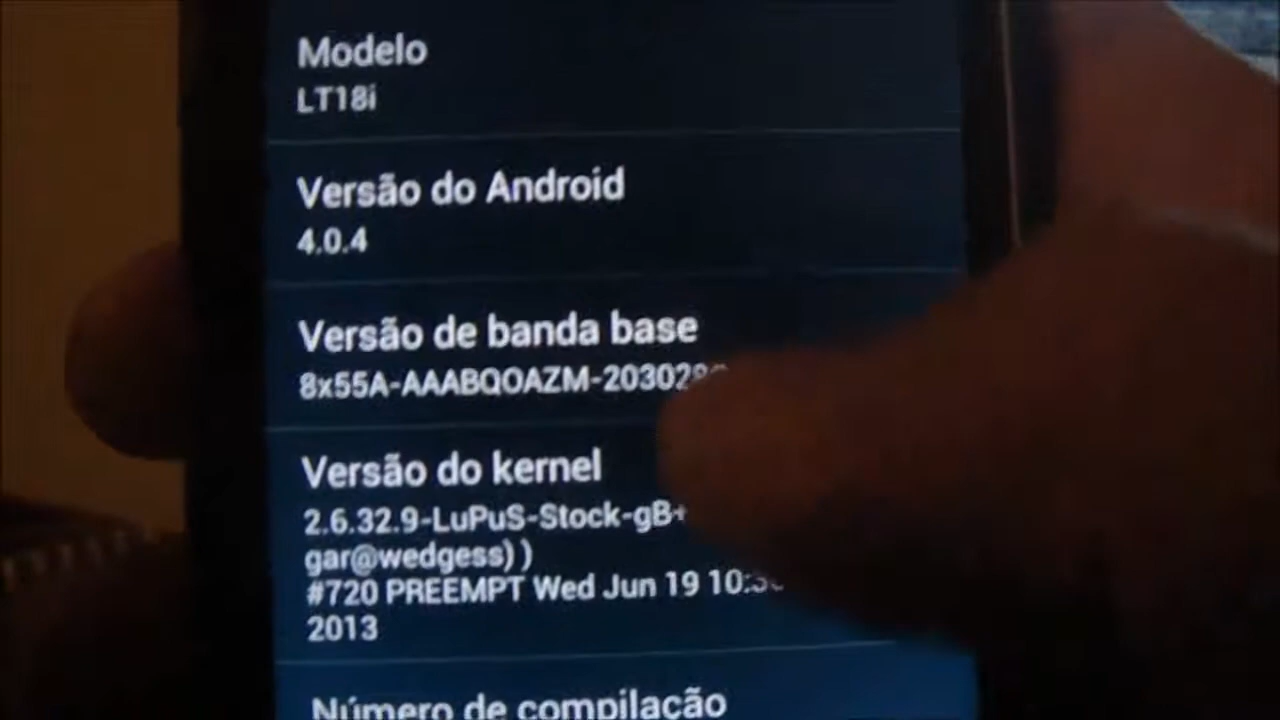 Modelo
LT18i
Versão do Android
4.0.4
Versão de banda base
8x55A-AAABQOAZM-203028
Versão do kernel
2.6.32.9-LuPuS-Stock-gB+
gar@wedgess) )
#720 PREEMPT Wed Jun 19
2013
Número de compilação